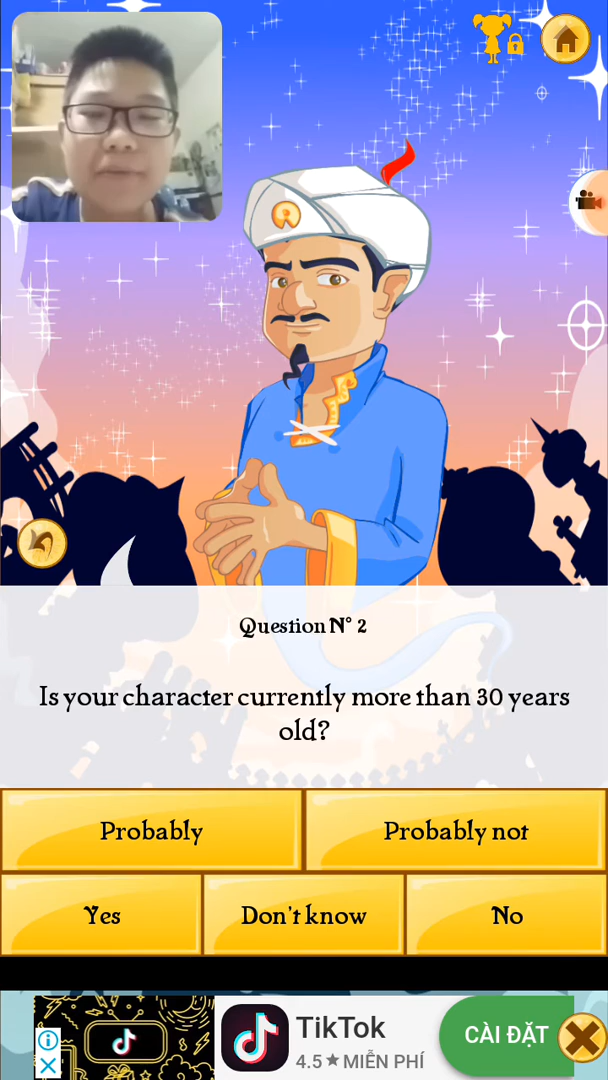 Question N° 2
Is your character currently more than 30 years
old?
Probably
Probably not
Yes
Don't know
No
TikTok
4.5★MIỄN PHÍ
CÀI ĐẶT